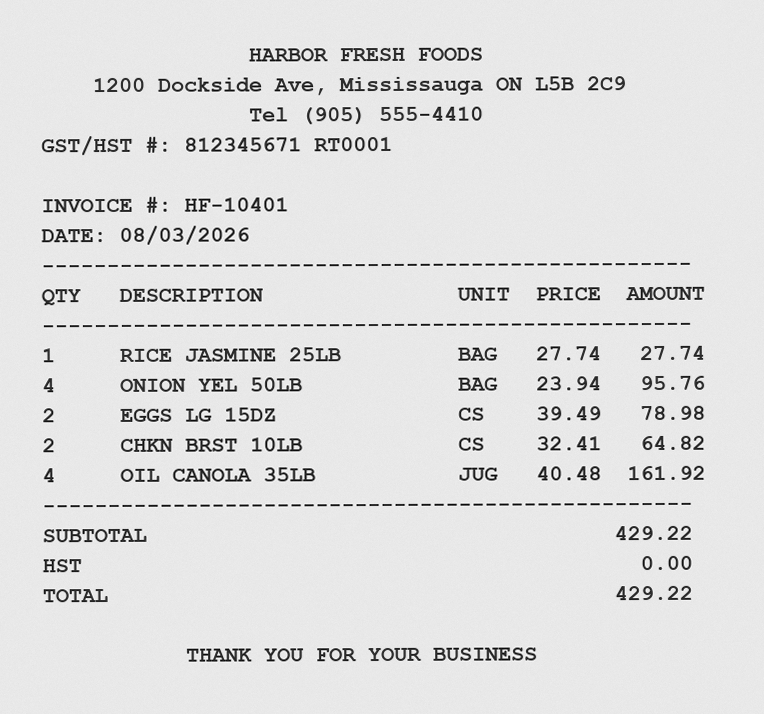 HARBOR FRESH FOODS
1200 Dockside Ave, Mississauga ON L5B 2C9
Tel (905) 555-4410
GST/HST #: 812345671 RT0001
INVOICE #: HF-10401
DATE: 08/03/2026
--------------------------------------------------
QTY DESCRIPTION UNIT PRICE AMOUNT
--------------------------------------------------
1 RICE JASMINE 25LB BAG 27.74 27.74
4 ONION YEL 50LB BAG 23.94 95.76
2 EGGS LG 15DZ CS 39.49 78.98
2 CHKN BRST 10LB CS 32.41 64.82
4 OIL CANOLA 35LB JUG 40.48 161.92
--------------------------------------------------
SUBTOTAL 429.22
HST 0.00
TOTAL 429.22
THANK YOU FOR YOUR BUSINESS